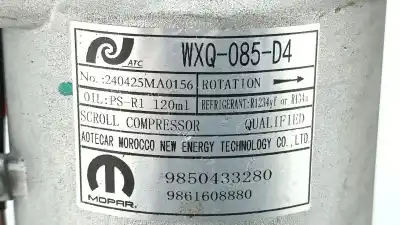 ATC
WXQ-085-D4
No.:240425MA0156
ROTATION
OIL:PS-R1 120ml
REFRIGERANT:R1234yf or R134a
SCROLL COMPRESSOR
QUALIFIED
AOTECAR MOROCCO NEW ENERGY TECHNOLOGY CO.,LTD
MOPAR
9850433280
9861608880